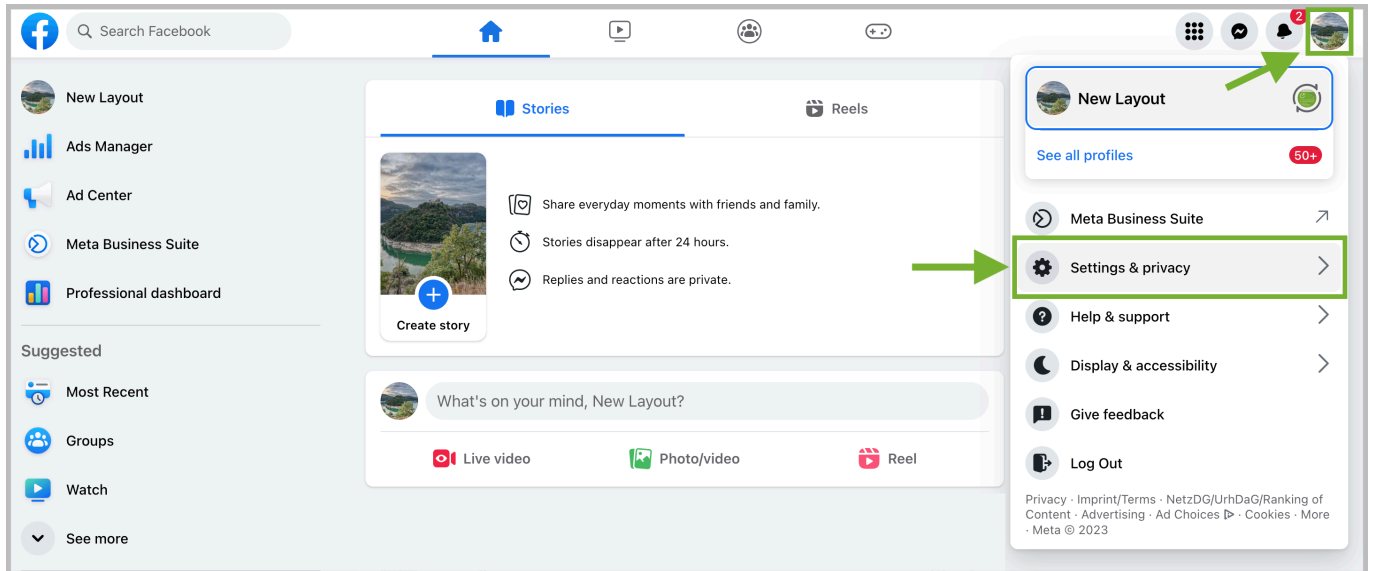 Search Facebook
2
New Layout
Ads Manager
Ad Center
Meta Business Suite
Professional dashboard
Suggested
Most Recent
Groups
Watch
See more
Stories
Reels
Share everyday moments with friends and family.
Stories disappear after 24 hours.
Replies and reactions are private.
Create story
What's on your mind, New Layout?
Live video
Photo/video
Reel
New Layout
See all profiles
50+
Meta Business Suite
Settings & privacy
Help & support
Display & accessibility
Give feedback
Log Out
Privacy · Imprint/Terms · NetzDG/UrhDaG/Ranking of
Content · Advertising · Ad Choices · Cookies · More
· Meta © 2023